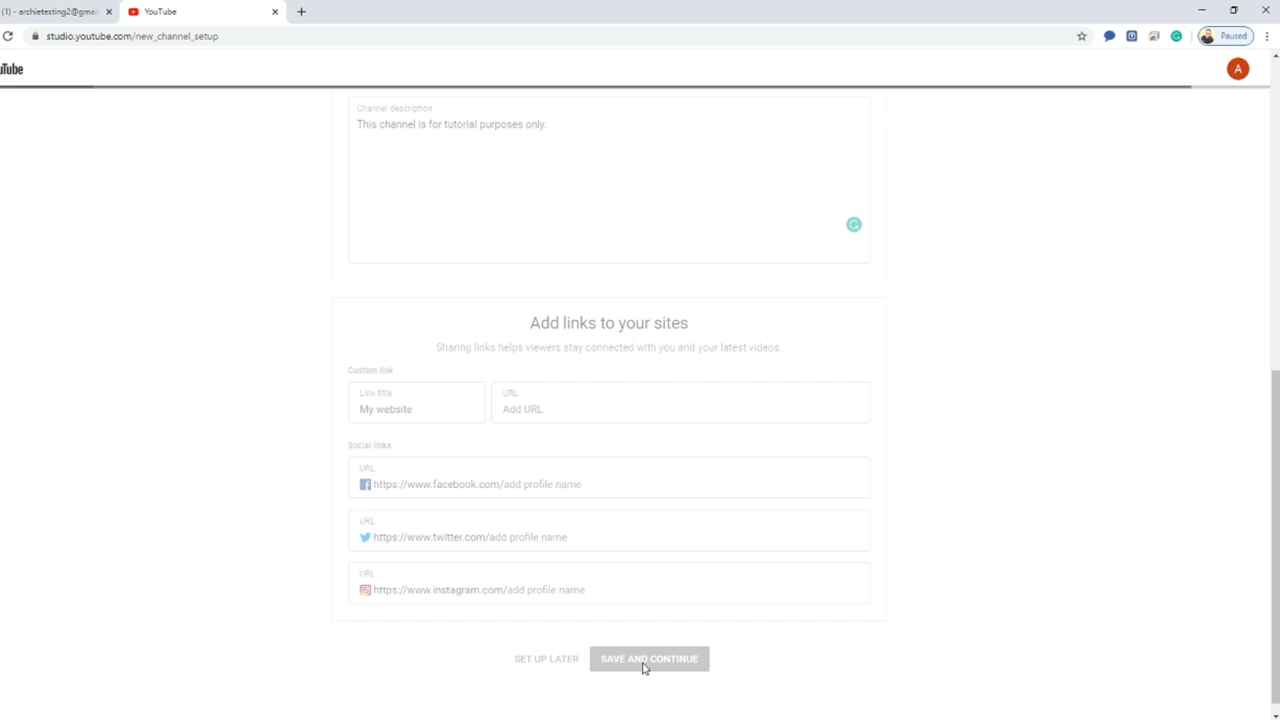 (1) - archietesting2@gmai
YouTube
studio.youtube.com/new_channel_setup
Paused
uTube
A
Channel description
This channel is for tutorial purposes only.
Add links to your sites
Sharing links helps viewers stay connected with you and your latest videos.
Custom link
Link title
URL
My website
Add URL
Social links
URL
https://www.facebook.com/add profile name
URL
https://www.twitter.com/add profile name
URL
https://www.instagram.com/add profile name
SET UP LATER
SAVE AND CONTINUE